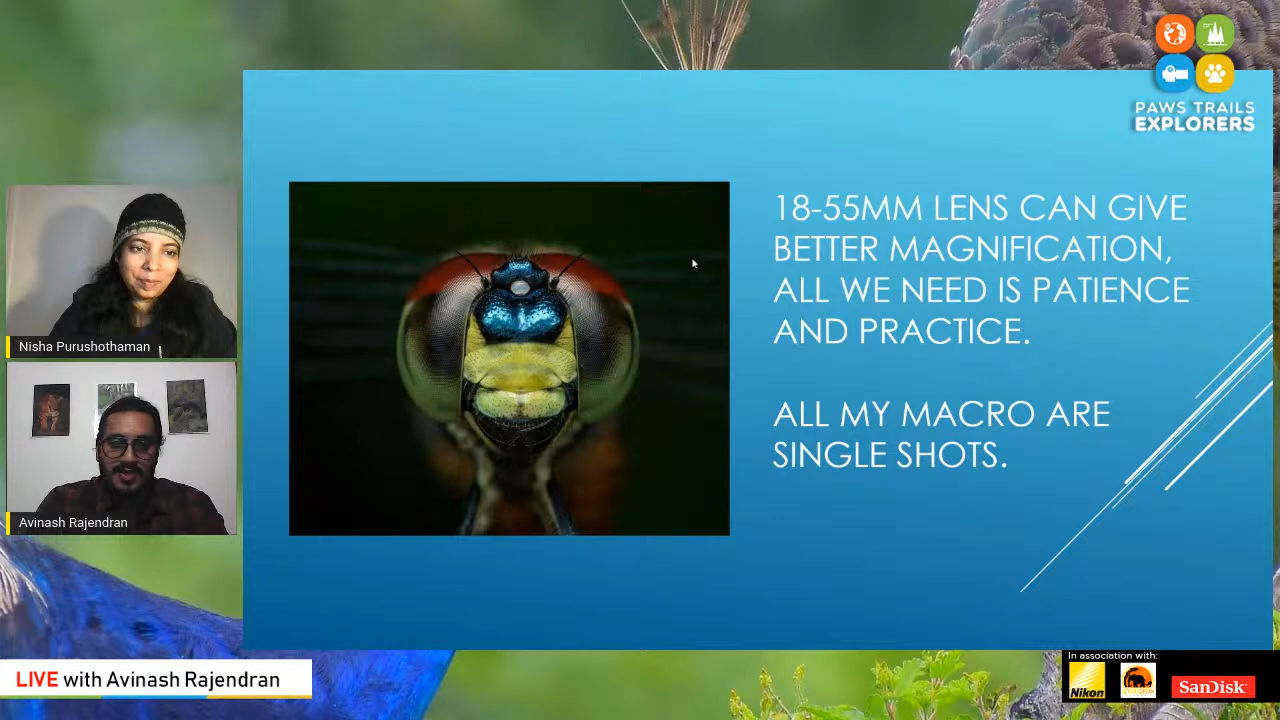 PAWS TRAILS
EXPLORERS
18-55MM LENS CAN GIVE
BETTER MAGNIFICATION,
ALL WE NEED IS PATIENCE
AND PRACTICE.
ALL MY MACRO ARE
SINGLE SHOTS.
Nisha Purushothaman
Avinash Rajendran
LIVE with Avinash Rajendran
In association with:
Nikon
SanDisk